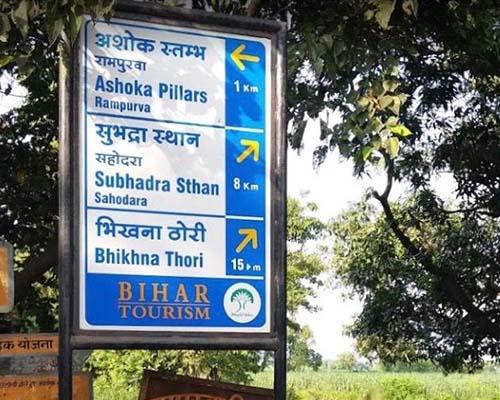 अशोक स्तम्भ
रामपुरवा
Ashoka Pillars
Rampurva
1 Km
सुभद्रा स्थान
सहोदरा
Subhadra Sthan
Sahodara
8 Km
भिखना ठोरी
Bhikhna Thori
15 Km
BIHAR
TOURISM
योजना